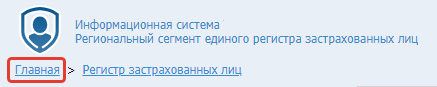 Информационная система
Региональный сегмент единого регистра застрахованных лиц
Главная > Регистр застрахованных лиц